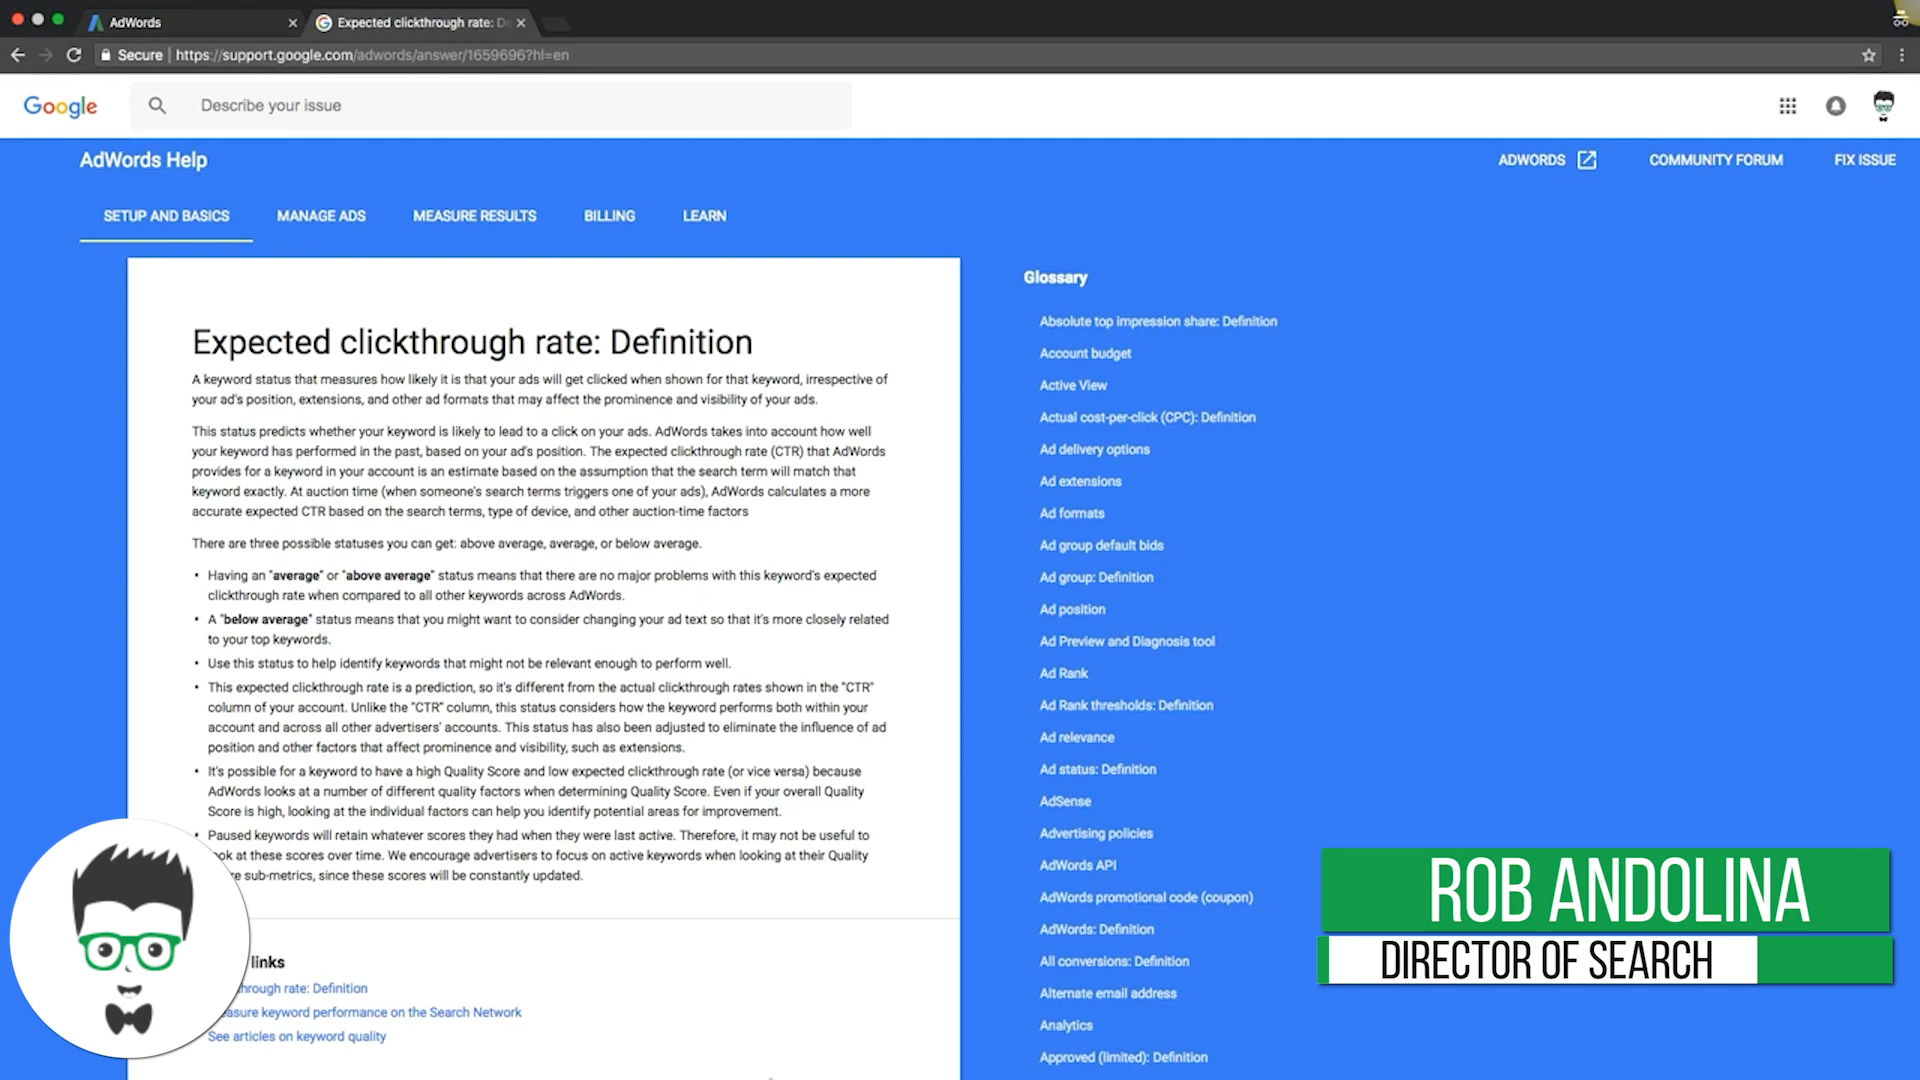 AdWords
Expected clickthrough rate: De
Secure | https://support.google.com/adwords/answer/1659696?hl=en
Google
Describe your issue
AdWords Help
ADWORDS
COMMUNITY FORUM
FIX ISSUE
SETUP AND BASICS
MANAGE ADS
MEASURE RESULTS
BILLING
LEARN
Expected clickthrough rate: Definition
A keyword status that measures how likely it is that your ads will get clicked when shown for that keyword, irrespective of
your ad's position, extensions, and other ad formats that may affect the prominence and visibility of your ads.
This status predicts whether your keyword is likely to lead to a click on your ads. AdWords takes into account how well
your keyword has performed in the past, based on your ad's position. The expected clickthrough rate (CTR) that AdWords
provides for a keyword in your account is an estimate based on the assumption that the search term will match that
keyword exactly. At auction time (when someone's search terms triggers one of your ads), AdWords calculates a more
accurate expected CTR based on the search terms, type of device, and other auction-time factors
There are three possible statuses you can get: above average, average, or below average.
• Having an "average" or "above average" status means that there are no major problems with this keyword's expected
clickthrough rate when compared to all other keywords across AdWords.
• A "below average" status means that you might want to consider changing your ad text so that it's more closely related
to your top keywords.
• Use this status to help identify keywords that might not be relevant enough to perform well.
• This expected clickthrough rate is a prediction, so it's different from the actual clickthrough rates shown in the "CTR"
column of your account. Unlike the "CTR" column, this status considers how the keyword performs both within your
account and across all other advertisers' accounts. This status has also been adjusted to eliminate the influence of ad
position and other factors that affect prominence and visibility, such as extensions.
• It's possible for a keyword to have a high Quality Score and low expected clickthrough rate (or vice versa) because
AdWords looks at a number of different quality factors when determining Quality Score. Even if your overall Quality
Score is high, looking at the individual factors can help you identify potential areas for improvement.
• Paused keywords will retain whatever scores they had when they were last active. Therefore, it may not be useful to
ok at these scores over time. We encourage advertisers to focus on active keywords when looking at their Quality
re sub-metrics, since these scores will be constantly updated.
links
hrough rate: Definition
easure keyword performance on the Search Network
See articles on keyword quality
Glossary
Absolute top impression share: Definition
Account budget
Active View
Actual cost-per-click (CPC): Definition
Ad delivery options
Ad extensions
Ad formats
Ad group default bids
Ad group: Definition
Ad position
Ad Preview and Diagnosis tool
Ad Rank
Ad Rank thresholds: Definition
Ad relevance
Ad status: Definition
AdSense
Advertising policies
AdWords API
AdWords promotional code (coupon)
AdWords: Definition
All conversions: Definition
Alternate email address
Analytics
Approved (limited): Definition
ROB ANDOLINA
DIRECTOR OF SEARCH